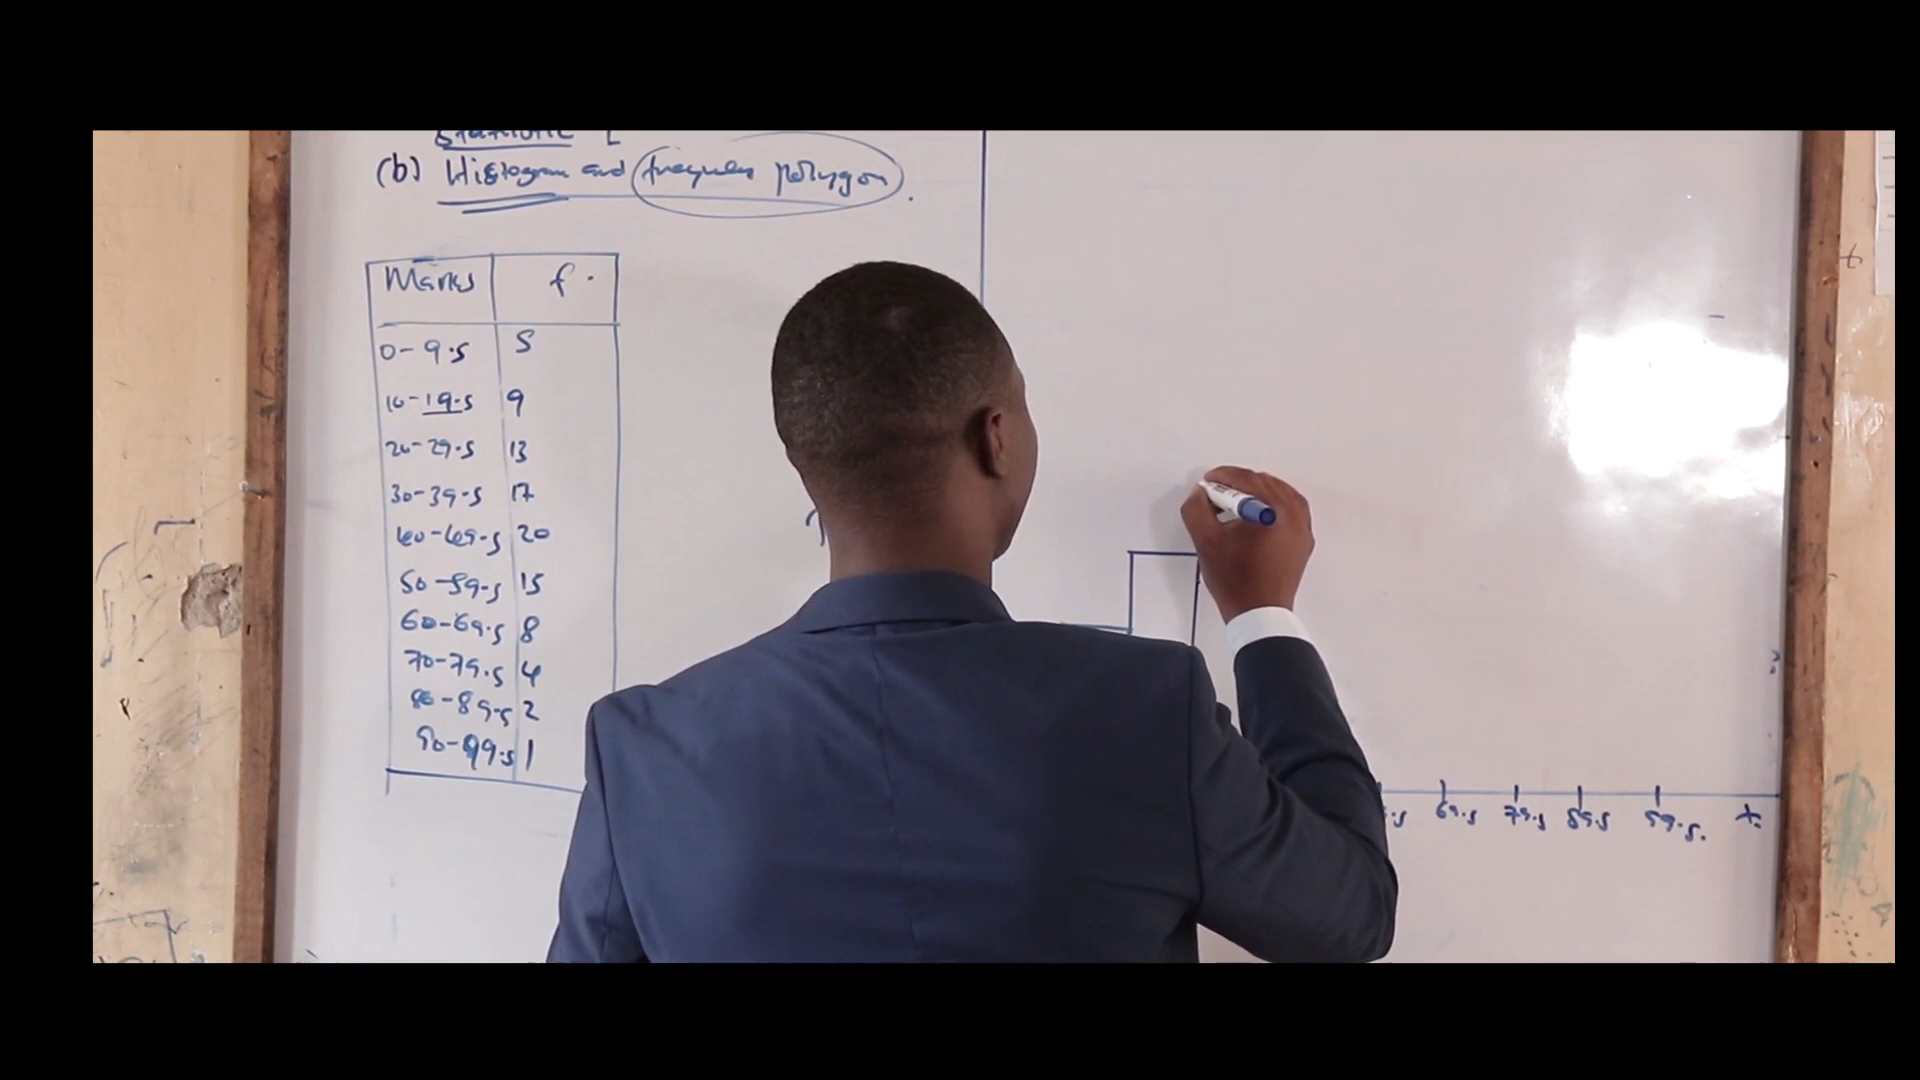 Statistic I
(b) Histogram and frequency polygon.
Marks f.
0-9.5 5
10-19.5 9
20-29.5 13
30-39.5 17
40-49.5 20
50-59.5 15
60-69.5 8
70-79.5 4
80-89.5 2
90-99.5 1
69.5 79.5 89.5 99.5. x.